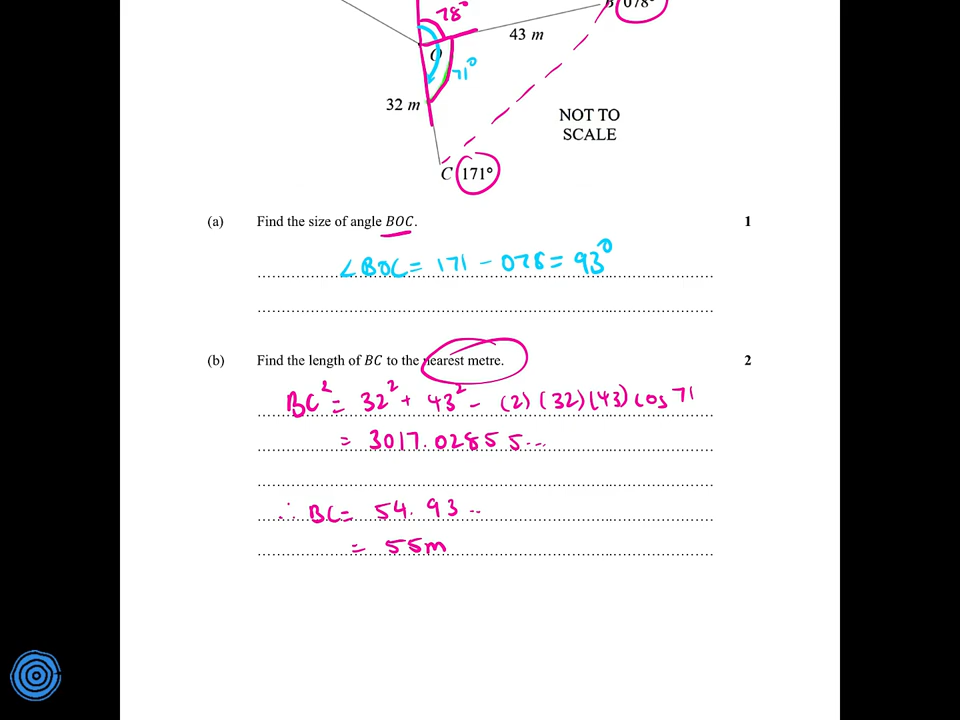 B 078°
78°
43 m
O
71°
32 m
NOT TO
SCALE
C 171°
(a) Find the size of angle BOC. 1
∠BOC = 171 - 078 = 93°
(b) Find the length of BC to the nearest metre. 2
BC² = 32² + 43² - (2)(32)(43) cos 71
= 3017.02855...
∴ BC = 54.93..
= 55m